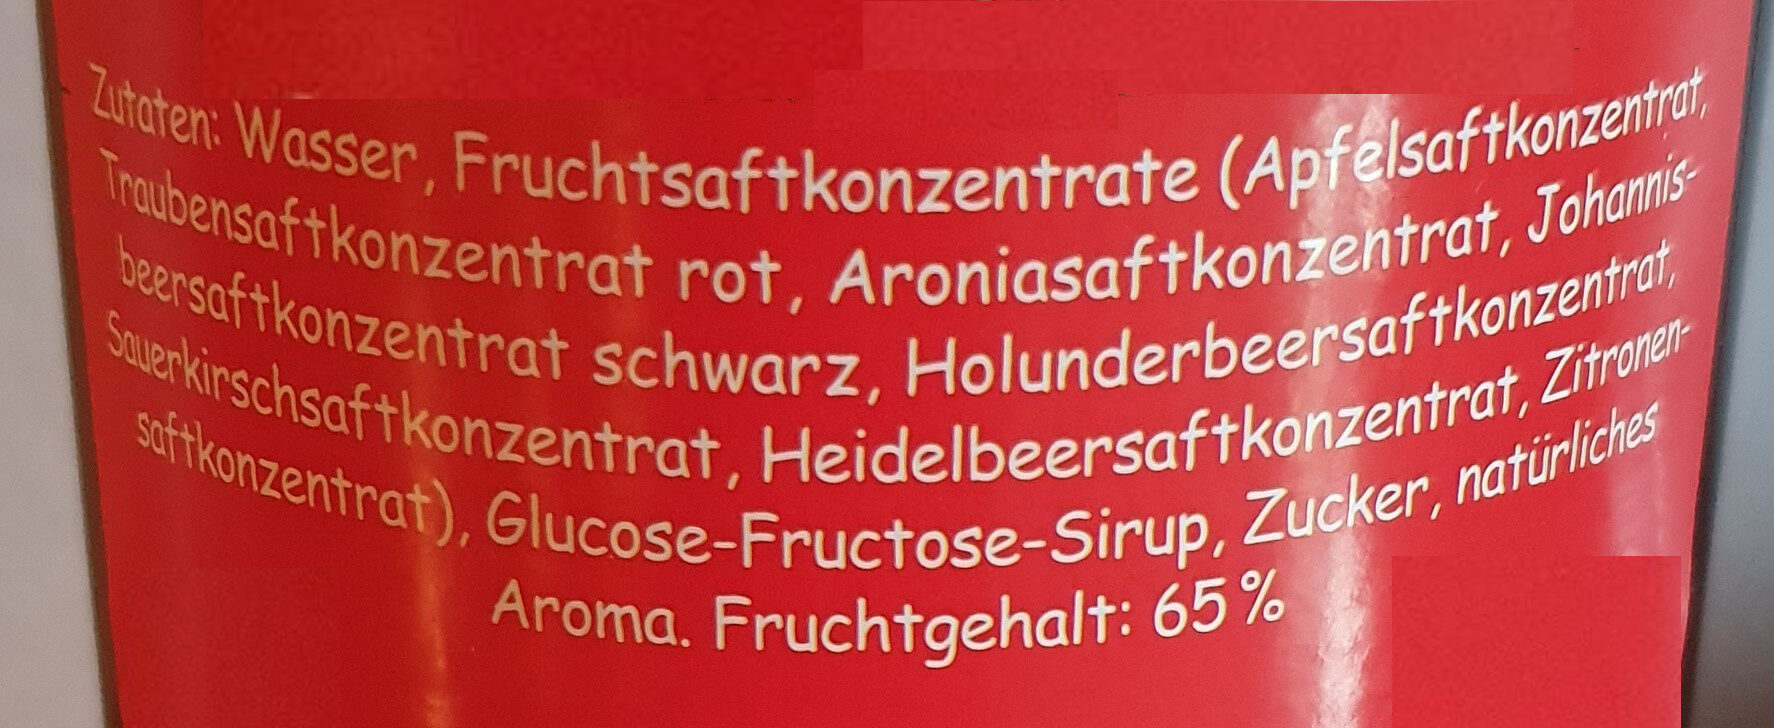 Zutaten: Wasser, Fruchtsaftkonzentrate (Apfelsaftkonzentrat,
Traubensaftkonzentrat rot, Aroniasaftkonzentrat, Johannis-
beersaftkonzentrat schwarz, Holunderbeersaftkonzentrat,
Sauerkirschsaftkonzentrat, Heidelbeersaftkonzentrat, Zitronen-
saftkonzentrat), Glucose-Fructose-Sirup, Zucker, natürliches
Aroma. Fruchtgehalt: 65 %